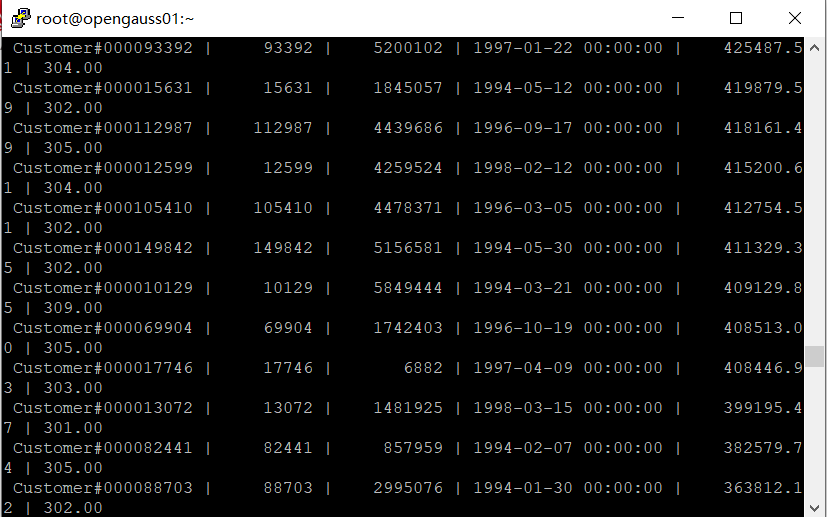 root@opengauss01:~
Customer#000093392 | 93392 | 5200102 | 1997-01-22 00:00:00 | 425487.5
1 | 304.00
Customer#000015631 | 15631 | 1845057 | 1994-05-12 00:00:00 | 419879.5
9 | 302.00
Customer#000112987 | 112987 | 4439686 | 1996-09-17 00:00:00 | 418161.4
9 | 305.00
Customer#000012599 | 12599 | 4259524 | 1998-02-12 00:00:00 | 415200.6
1 | 304.00
Customer#000105410 | 105410 | 4478371 | 1996-03-05 00:00:00 | 412754.5
1 | 302.00
Customer#000149842 | 149842 | 5156581 | 1994-05-30 00:00:00 | 411329.3
5 | 302.00
Customer#000010129 | 10129 | 5849444 | 1994-03-21 00:00:00 | 409129.8
5 | 309.00
Customer#000069904 | 69904 | 1742403 | 1996-10-19 00:00:00 | 408513.0
0 | 305.00
Customer#000017746 | 17746 | 6882 | 1997-04-09 00:00:00 | 408446.9
3 | 303.00
Customer#000013072 | 13072 | 1481925 | 1998-03-15 00:00:00 | 399195.4
7 | 301.00
Customer#000082441 | 82441 | 857959 | 1994-02-07 00:00:00 | 382579.7
4 | 305.00
Customer#000088703 | 88703 | 2995076 | 1994-01-30 00:00:00 | 363812.1
2 | 302.00